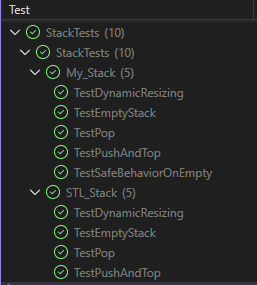 Test
StackTests (10)
StackTests (10)
My_Stack (5)
TestDynamicResizing
TestEmptyStack
TestPop
TestPushAndTop
TestSafeBehaviorOnEmpty
STL_Stack (5)
TestDynamicResizing
TestEmptyStack
TestPop
TestPushAndTop